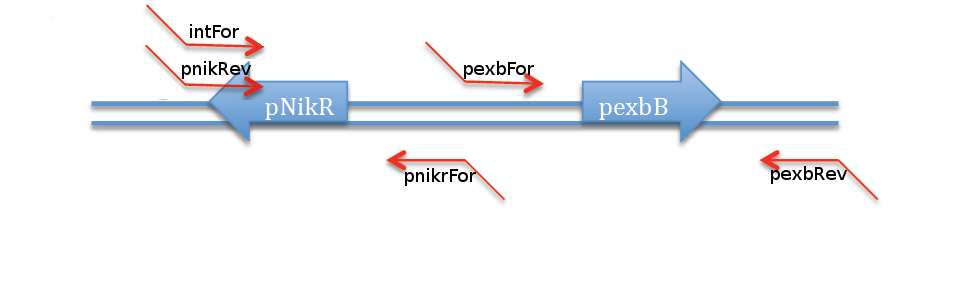 intFor
pnikRev
pexbFor
pNikR
pexbB
pnikrFor
pexbRev